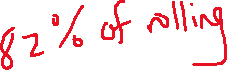 82% of rolling